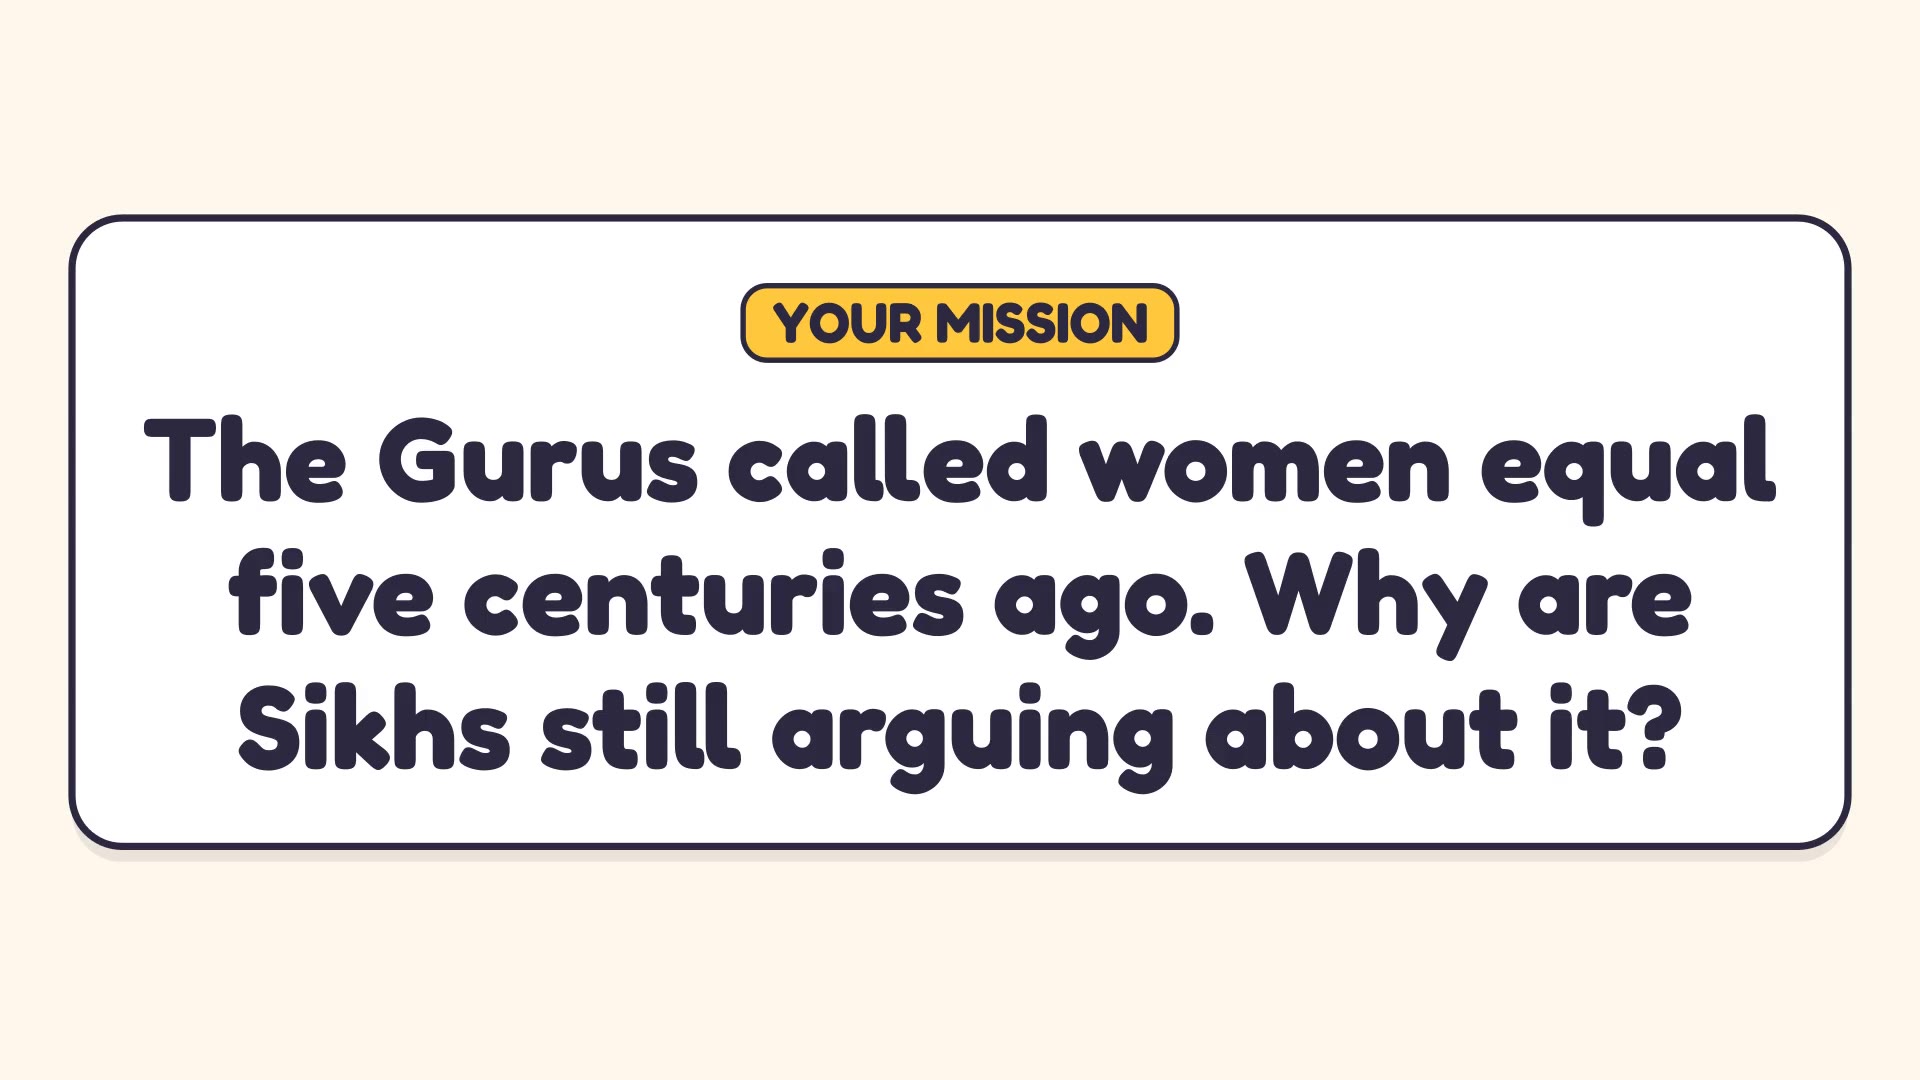 YOUR MISSION
The Gurus called women equal
five centuries ago. Why are
Sikhs still arguing about it?